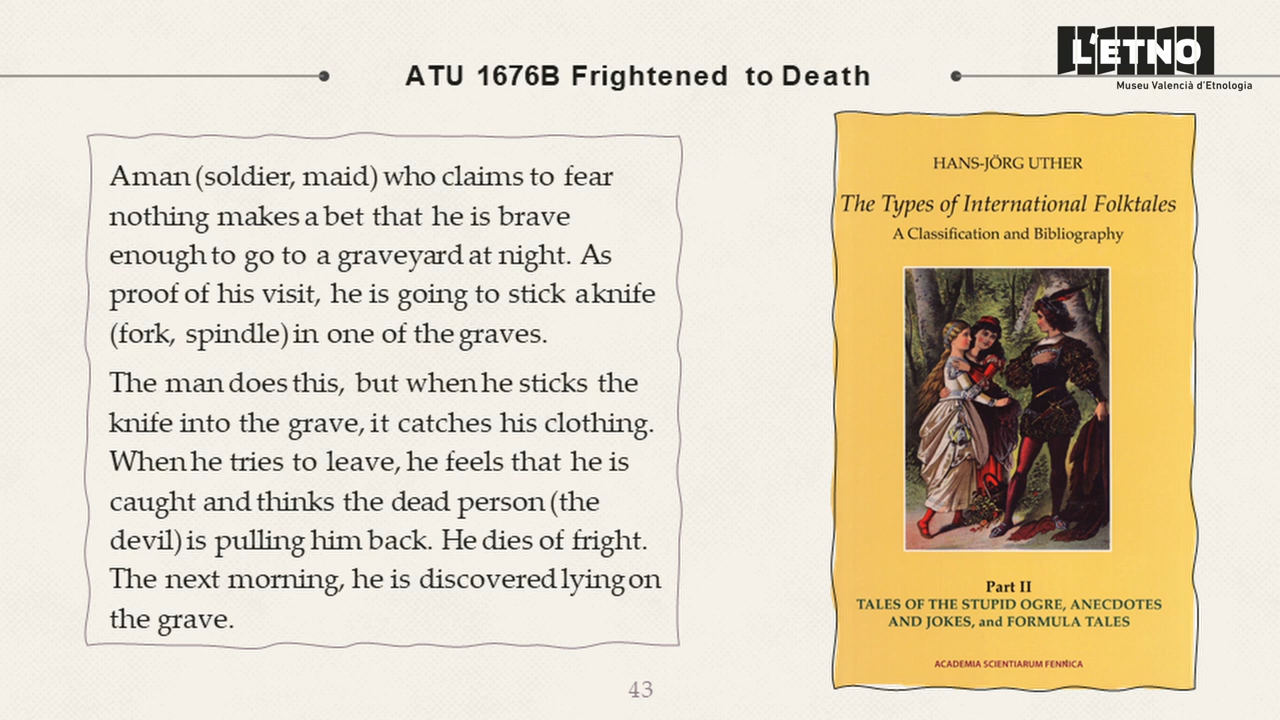 ATU 1676B Frightened to Death
L'ETNO
Museu Valencià d'Etnologia
A man (soldier, maid) who claims to fear
nothing makes a bet that he is brave
enough to go to a graveyard at night. As
proof of his visit, he is going to stick a knife
(fork, spindle) in one of the graves.
The man does this, but when he sticks the
knife into the grave, it catches his clothing.
When he tries to leave, he feels that he is
caught and thinks the dead person (the
devil) is pulling him back. He dies of fright.
The next morning, he is discovered lying on
the grave.
HANS-JÖRG UTHER
The Types of International Folktales
A Classification and Bibliography
Part II
TALES OF THE STUPID OGRE, ANECDOTES
AND JOKES, and FORMULA TALES
ACADEMIA SCIENTIARUM FENNICA
43